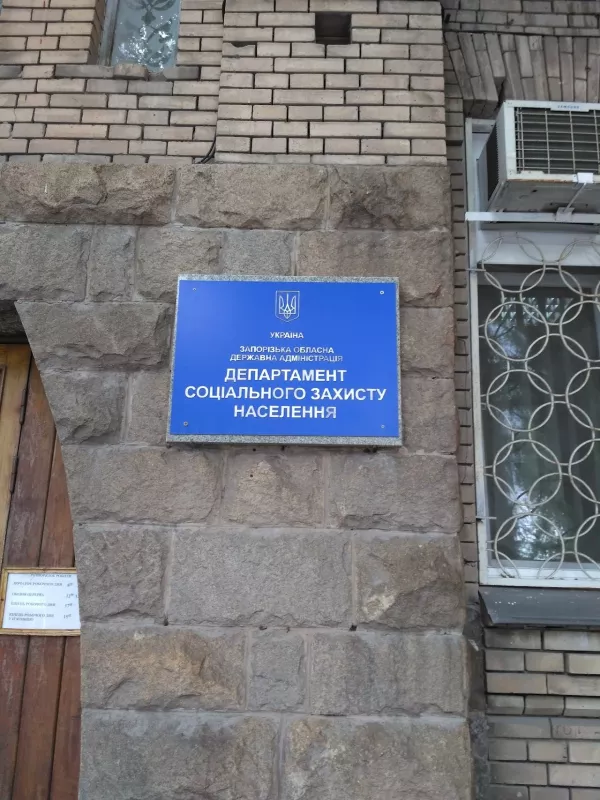 УКРАЇНА
ЗАПОРІЗЬКА ОБЛАСНА
ДЕРЖАВНА АДМІНІСТРАЦІЯ
ДЕПАРТАМЕНТ
СОЦІАЛЬНОГО ЗАХИСТУ
НАСЕЛЕННЯ